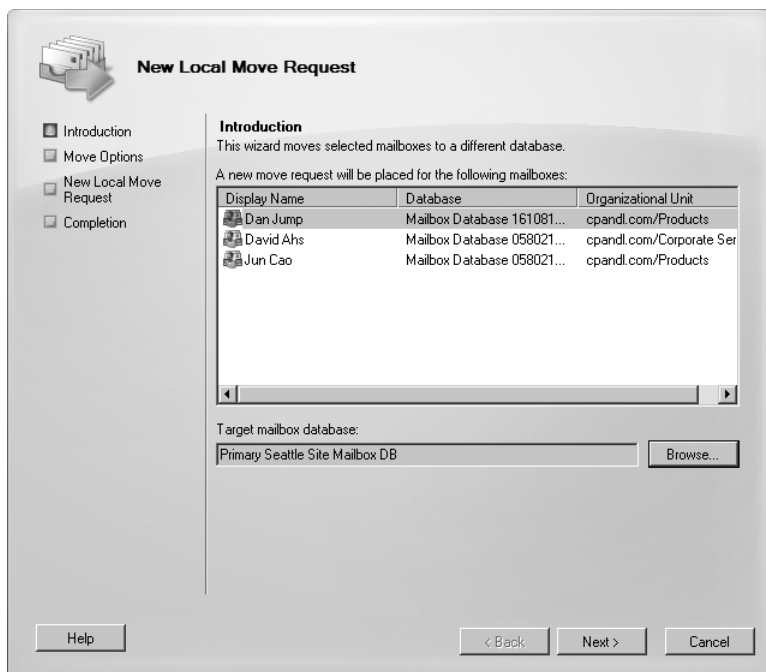 New Local Move Request
Introduction
Move Options
New Local Move
Request
Completion
Introduction
This wizard moves selected mailboxes to a different database.
A new move request will be placed for the following mailboxes:
Display Name Database Organizational Unit
Dan Jump Mailbox Database 161081... cpandl.com/Products
David Ahs Mailbox Database 058021... cpandl.com/Corporate Ser
Jun Cao Mailbox Database 058021... cpandl.com/Products
Target mailbox database:
Primary Seattle Site Mailbox DB Browse...
Help < Back Next > Cancel